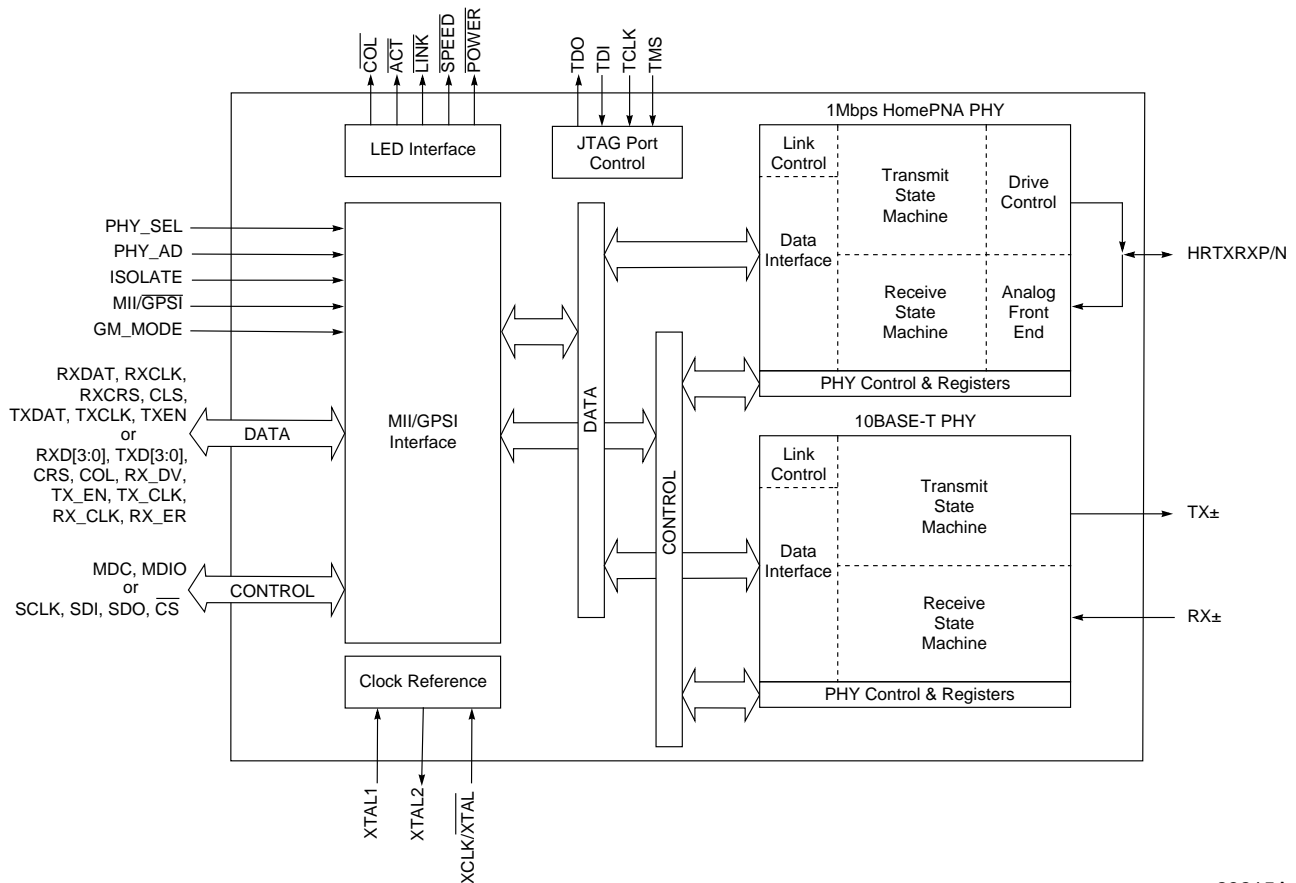 COL
ACT
LINK
SPEED
POWER
TDO
TDI
TCLK
TMS
LED Interface
JTAG Port
Control
1Mbps HomePNA PHY
Link
Control
Transmit
State
Machine
Drive
Control
Data
Interface
Receive
State
Machine
Analog
Front
End
PHY Control & Registers
HRTXRXP/N
PHY_SEL
PHY_AD
ISOLATE
MII/GPSI
GM_MODE
RXDAT, RXCLK,
RXCRS, CLS,
TXDAT, TXCLK, TXEN
or
RXD[3:0], TXD[3:0],
CRS, COL, RX_DV,
TX_EN, TX_CLK,
RX_CLK, RX_ER
DATA
MII/GPSI
Interface
DATA
CONTROL
10BASE-T PHY
Link
Control
Transmit
State
Machine
Data
Interface
Receive
State
Machine
PHY Control & Registers
TX±
RX±
MDC, MDIO
or
SCLK, SDI, SDO, CS
CONTROL
Clock Reference
XTAL1
XTAL2
XCLK/XTAL